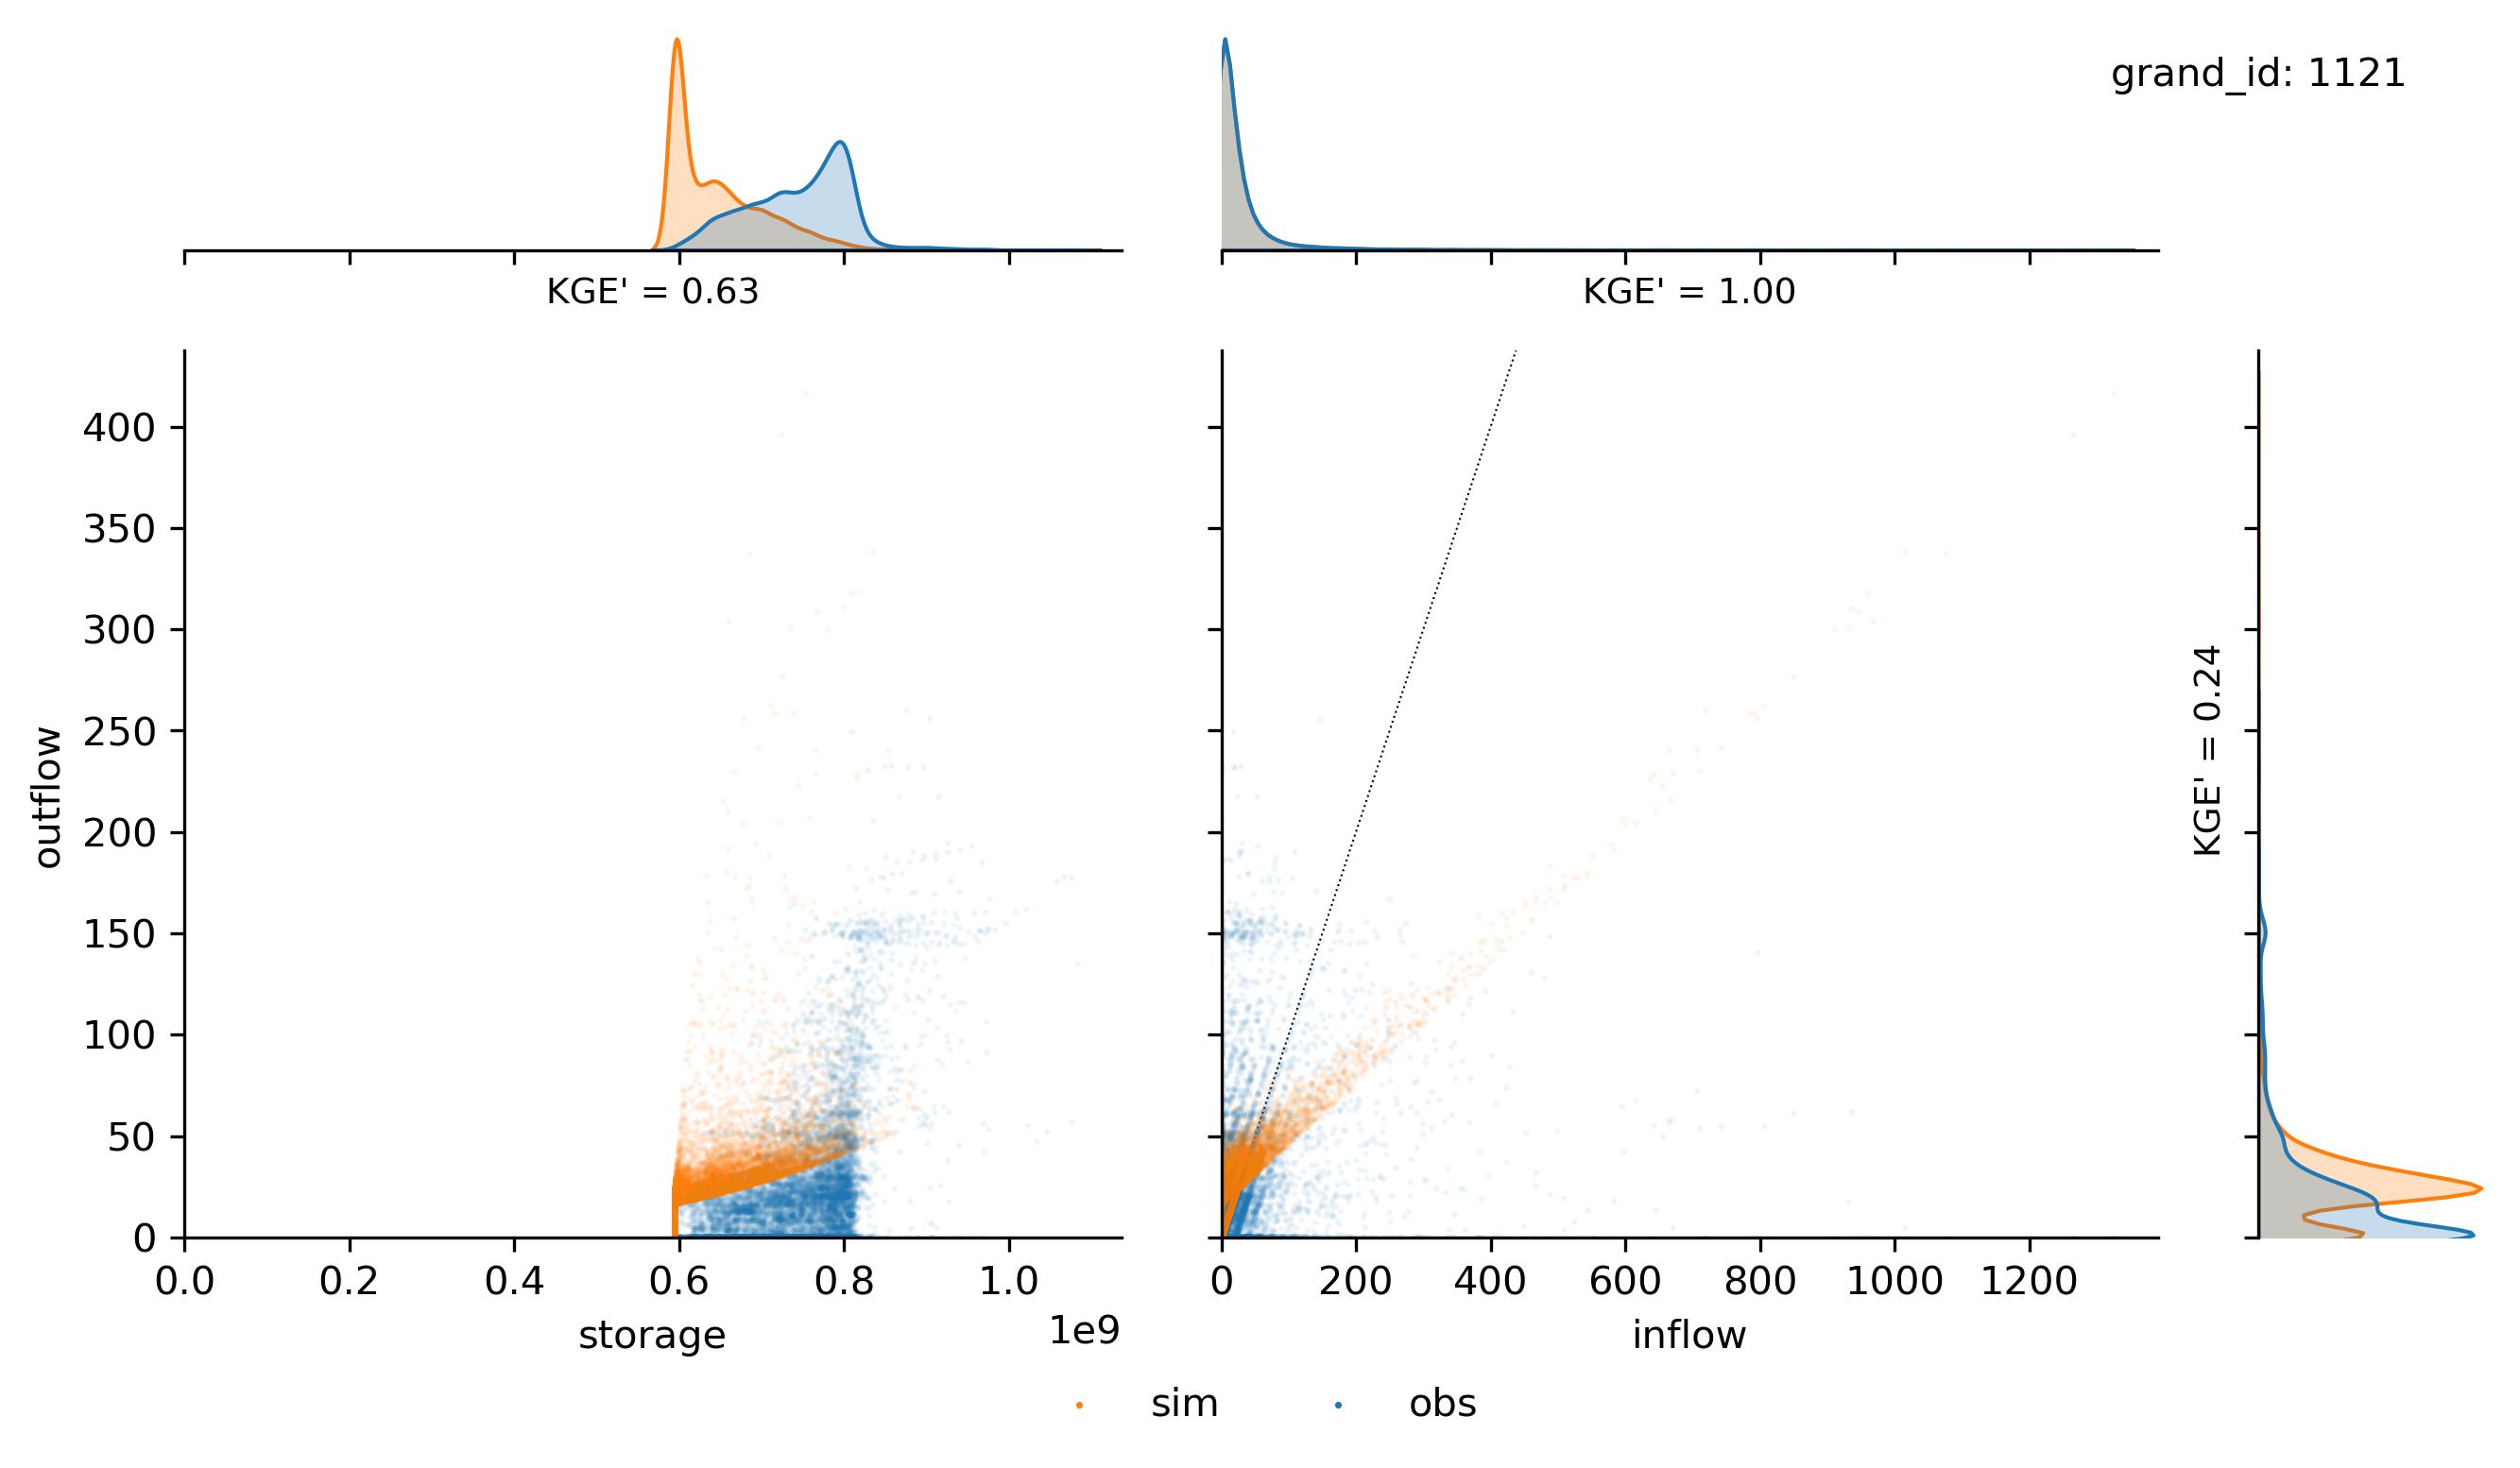 grand_id: 1121
KGE' = 0.63
KGE' = 1.00
400
350
300
250
200
150
100
50
0
outflow
KGE' = 0.24
0.0 0.2 0.4 0.6 0.8 1.0
0 200 400 600 800 1000 1200
1e9
storage
inflow
sim obs